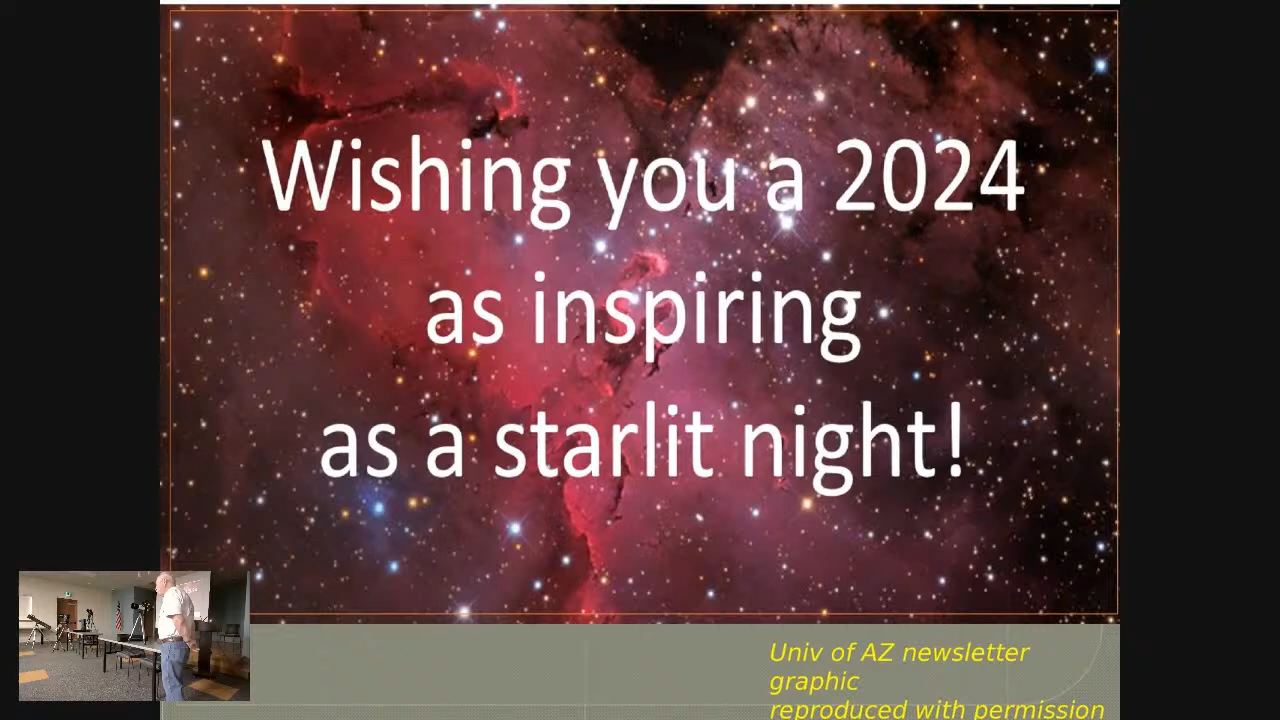 Wishing you a 2024
as inspiring
as a starlit night!
Univ of AZ newsletter
graphic
reproduced with permission